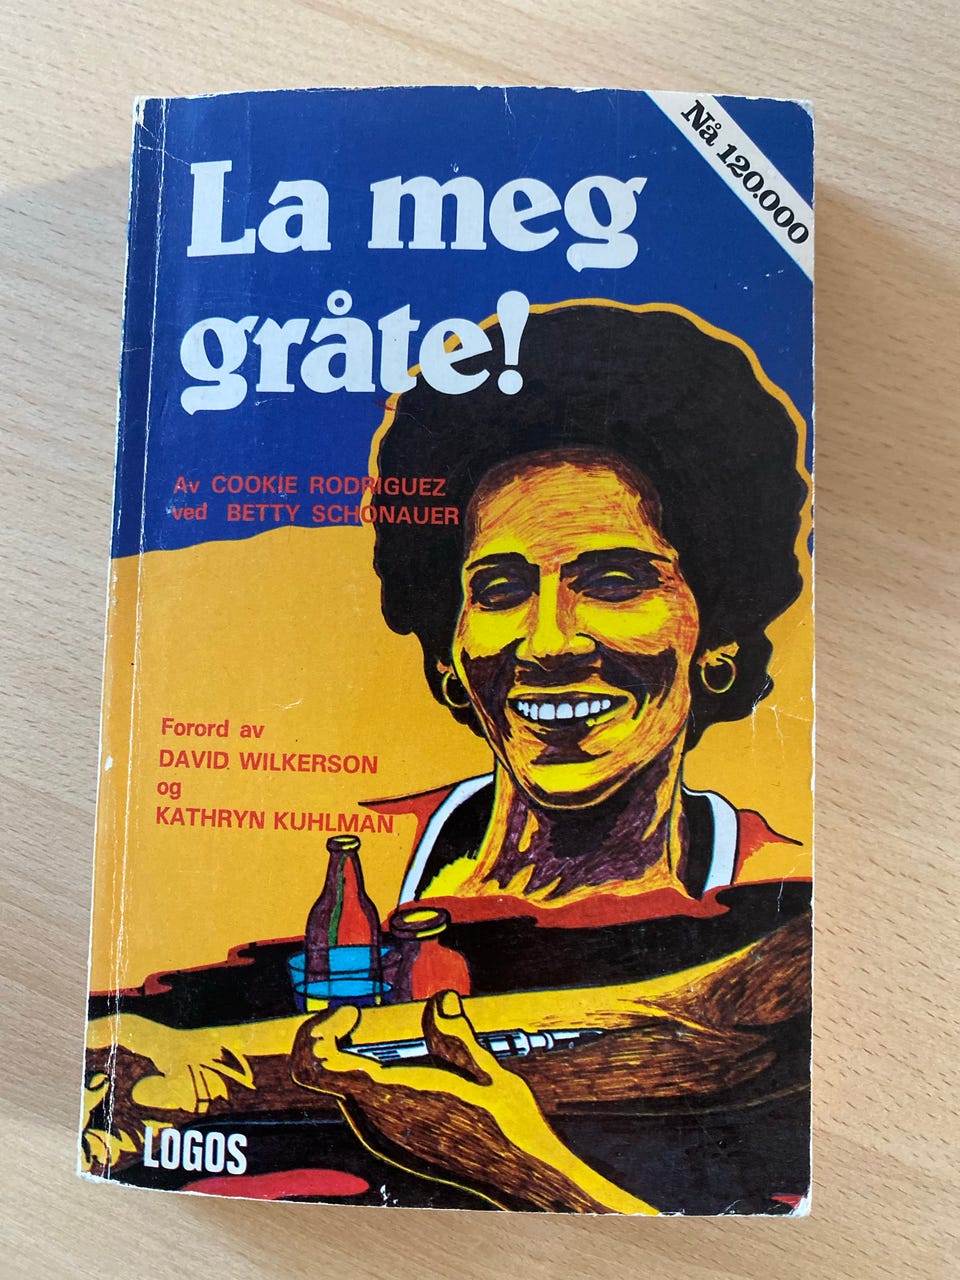 Nå 120.000
La meg
gråte!
Av COOKIE RODRIGUEZ
ved BETTY SCHONAUER
Forord av
DAVID WILKERSON
og
KATHRYN KUHLMAN
LOGOS